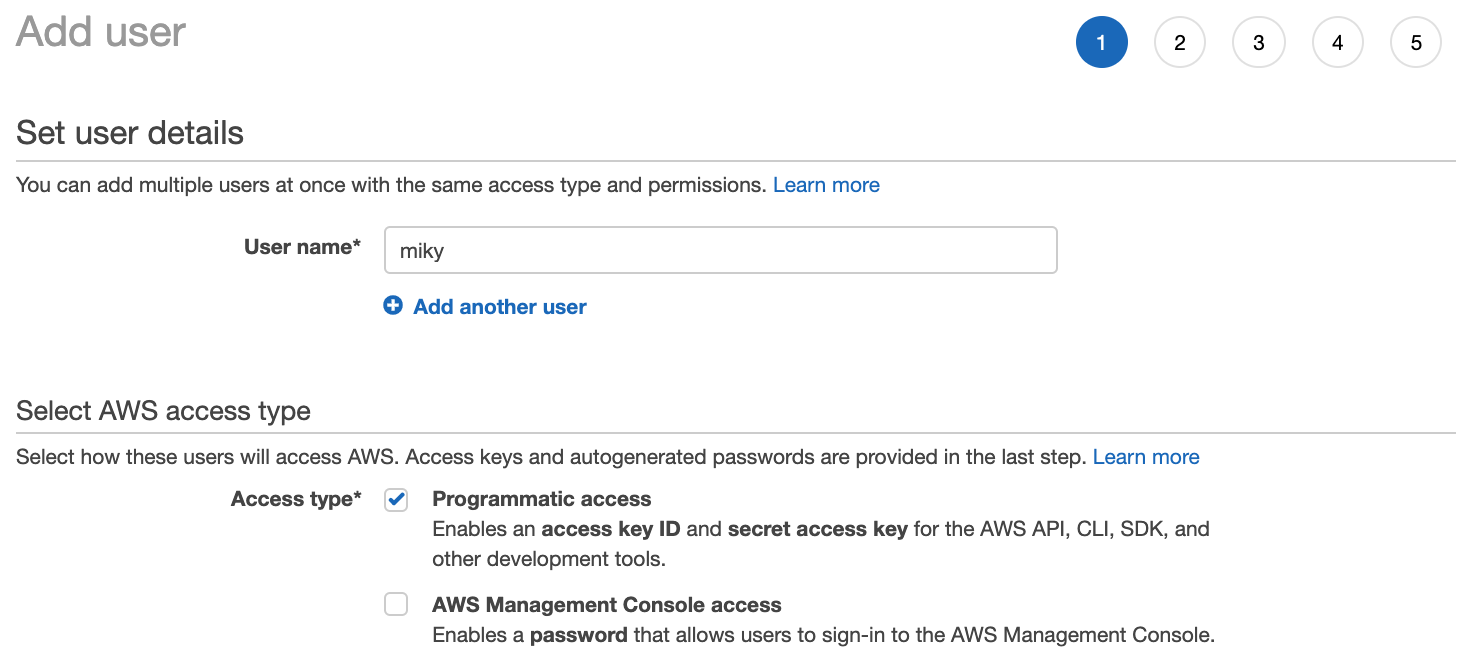 Add user
1 2 3 4 5
Set user details
You can add multiple users at once with the same access type and permissions. Learn more
User name* miky
Add another user
Select AWS access type
Select how these users will access AWS. Access keys and autogenerated passwords are provided in the last step. Learn more
Access type* Programmatic access
Enables an access key ID and secret access key for the AWS API, CLI, SDK, and
other development tools.
AWS Management Console access
Enables a password that allows users to sign-in to the AWS Management Console.